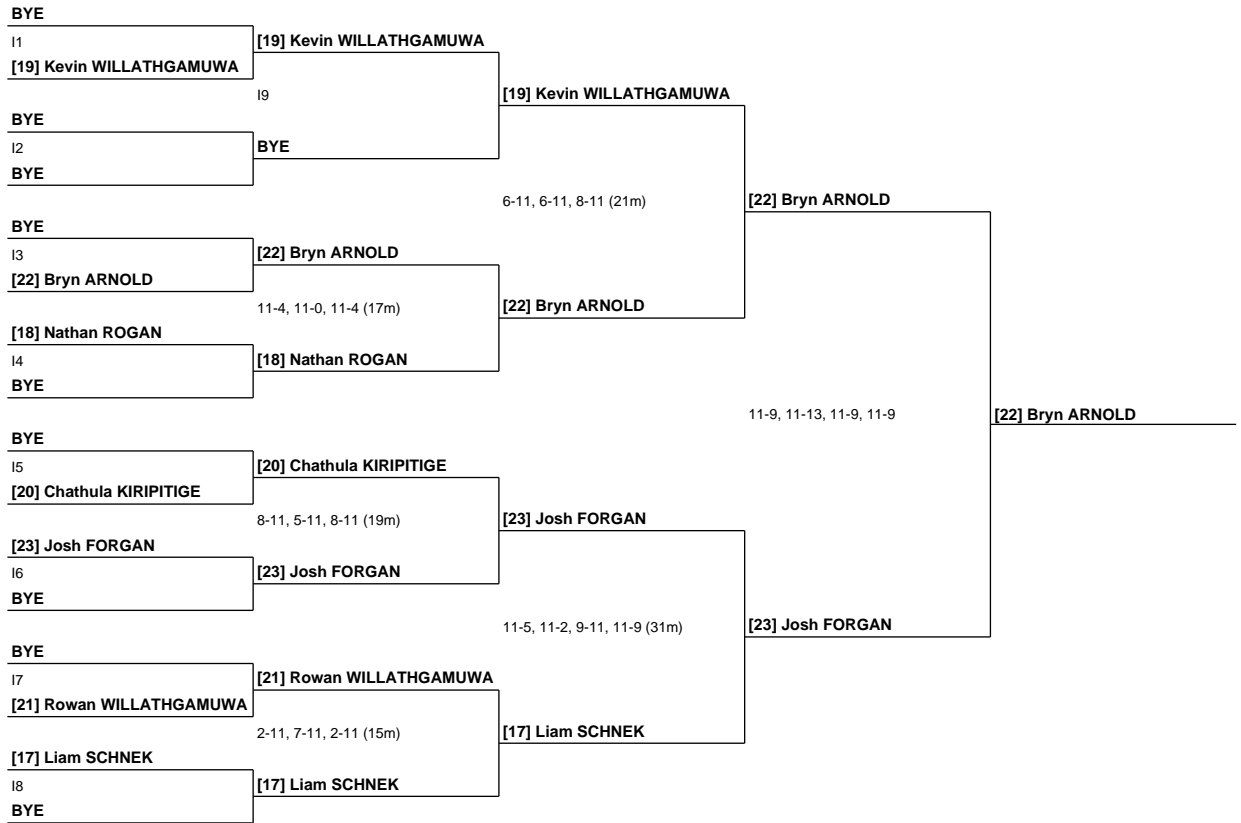 BYE
I1
[19] Kevin WILLATHGAMUWA
[19] Kevin WILLATHGAMUWA
I9
[19] Kevin WILLATHGAMUWA
BYE
I2
BYE
BYE
6-11, 6-11, 8-11 (21m)
[22] Bryn ARNOLD
BYE
I3
[22] Bryn ARNOLD
[22] Bryn ARNOLD
11-4, 11-0, 11-4 (17m)
[22] Bryn ARNOLD
[18] Nathan ROGAN
I4
[18] Nathan ROGAN
BYE
11-9, 11-13, 11-9, 11-9
[22] Bryn ARNOLD
BYE
I5
[20] Chathula KIRIPITIGE
[20] Chathula KIRIPITIGE
8-11, 5-11, 8-11 (19m)
[23] Josh FORGAN
[23] Josh FORGAN
I6
[23] Josh FORGAN
BYE
11-5, 11-2, 9-11, 11-9 (31m)
[23] Josh FORGAN
BYE
I7
[21] Rowan WILLATHGAMUWA
[21] Rowan WILLATHGAMUWA
2-11, 7-11, 2-11 (15m)
[17] Liam SCHNEK
[17] Liam SCHNEK
I8
[17] Liam SCHNEK
BYE